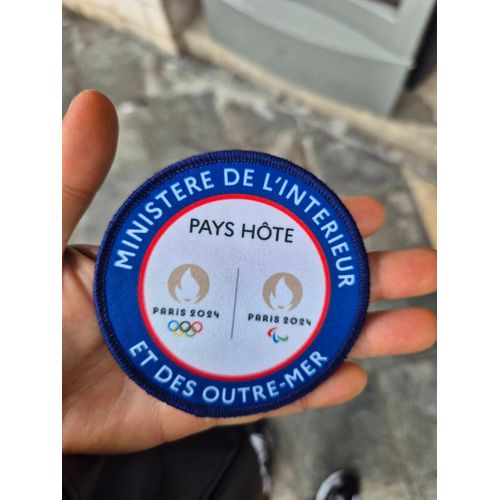 MINISTERE DE L'INTERIEUR
PAYS HÔTE
PARIS 2024
PARIS 2024
ET DES OUTRE-MER